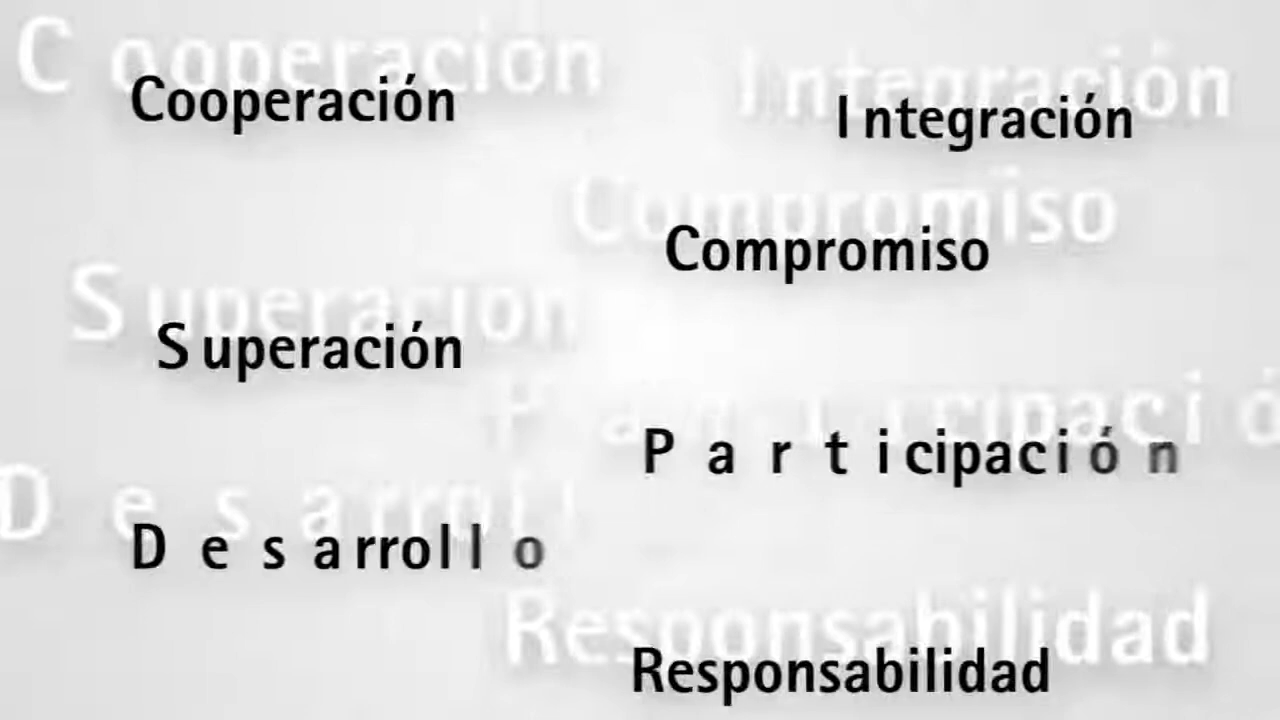 Cooperación
Integración
Compromiso
Superación
Participación
Desarrollo
Responsabilidad